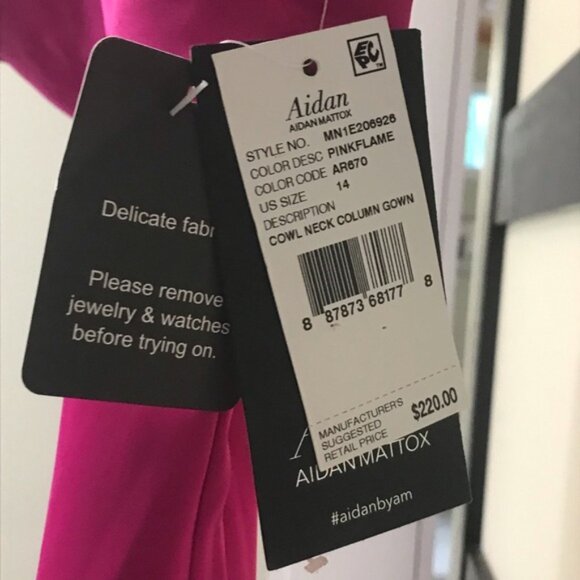 Delicate
Please remove
jewelry & watches
before trying on.
EPC
Aidan
AIDAN MATTOX
STYLE NO. MN1E206926
COLOR DESC PINKFLAME
COLOR CODE AR670
US SIZE 14
DESCRIPTION
COWL NECK COLUMN GOWN
8 87873 68177 8
MANUFACTURER'S
SUGGESTED
RETAIL PRICE $220.00
AIDAN MATTOX
#aidanbyam